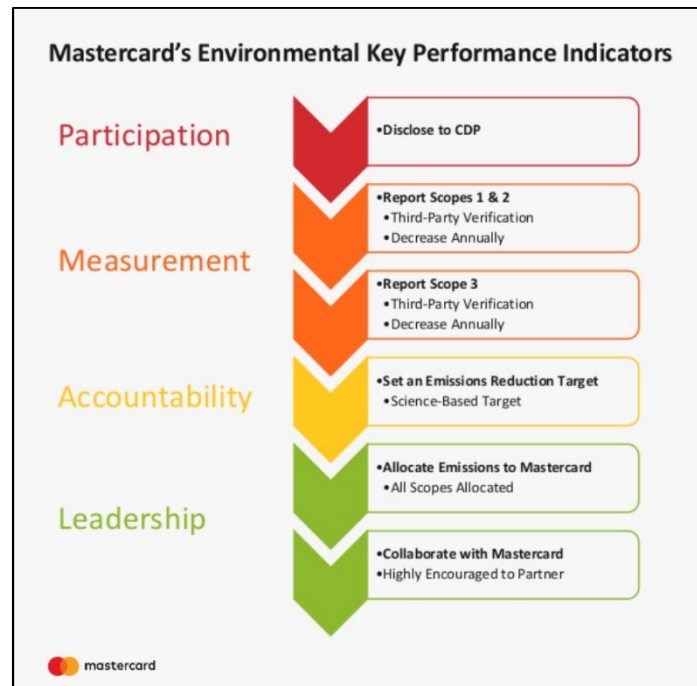 Mastercard's Environmental Key Performance Indicators
Participation
•Disclose to CDP
Measurement
•Report Scopes 1 & 2
•Third-Party Verification
•Decrease Annually
•Report Scope 3
•Third-Party Verification
•Decrease Annually
Accountability
•Set an Emissions Reduction Target
•Science-Based Target
Leadership
•Allocate Emissions to Mastercard
•All Scopes Allocated
•Collaborate with Mastercard
•Highly Encouraged to Partner
mastercard